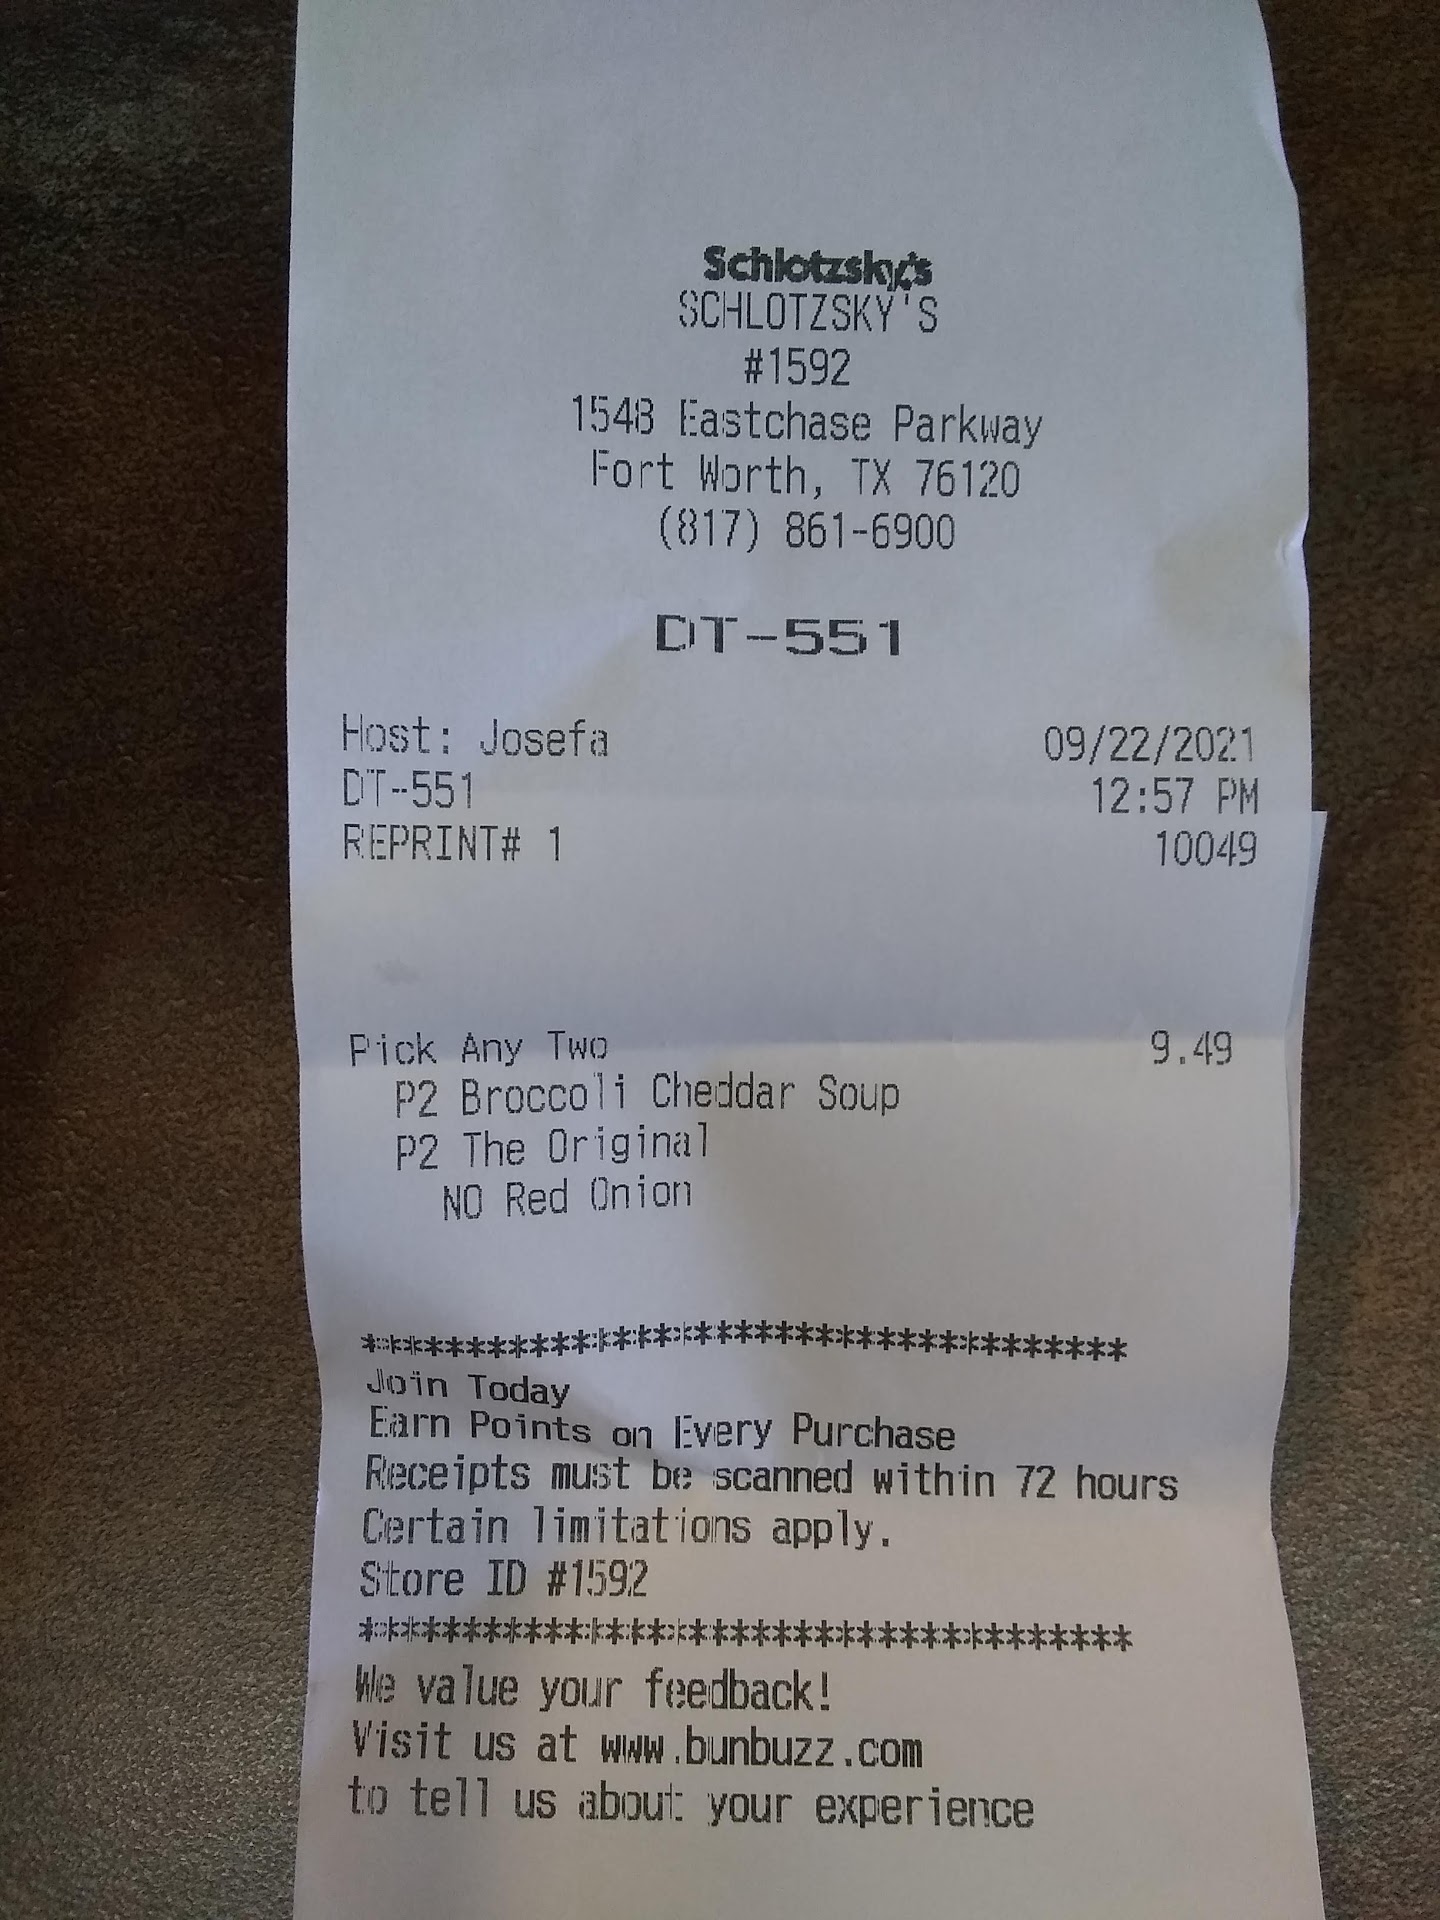 Schlotzsky's
SCHLOTZSKY'S
#1592
1548 Eastchase Parkway
Fort Worth, TX 76120
(817) 861-6900
DT-551
Host: Josefa 09/22/2021
DT-551 12:57 PM
REPRINT# 1 10049
Pick Any Two 9.49
P2 Broccoli Cheddar Soup
P2 The Original
NO Red Onion
*************************************
Join Today
Earn Points on Every Purchase
Receipts must be scanned within 72 hours
Certain limitations apply.
Store ID #1592
*************************************
We value your feedback!
Visit us at www.bunbuzz.com
to tell us about your experience